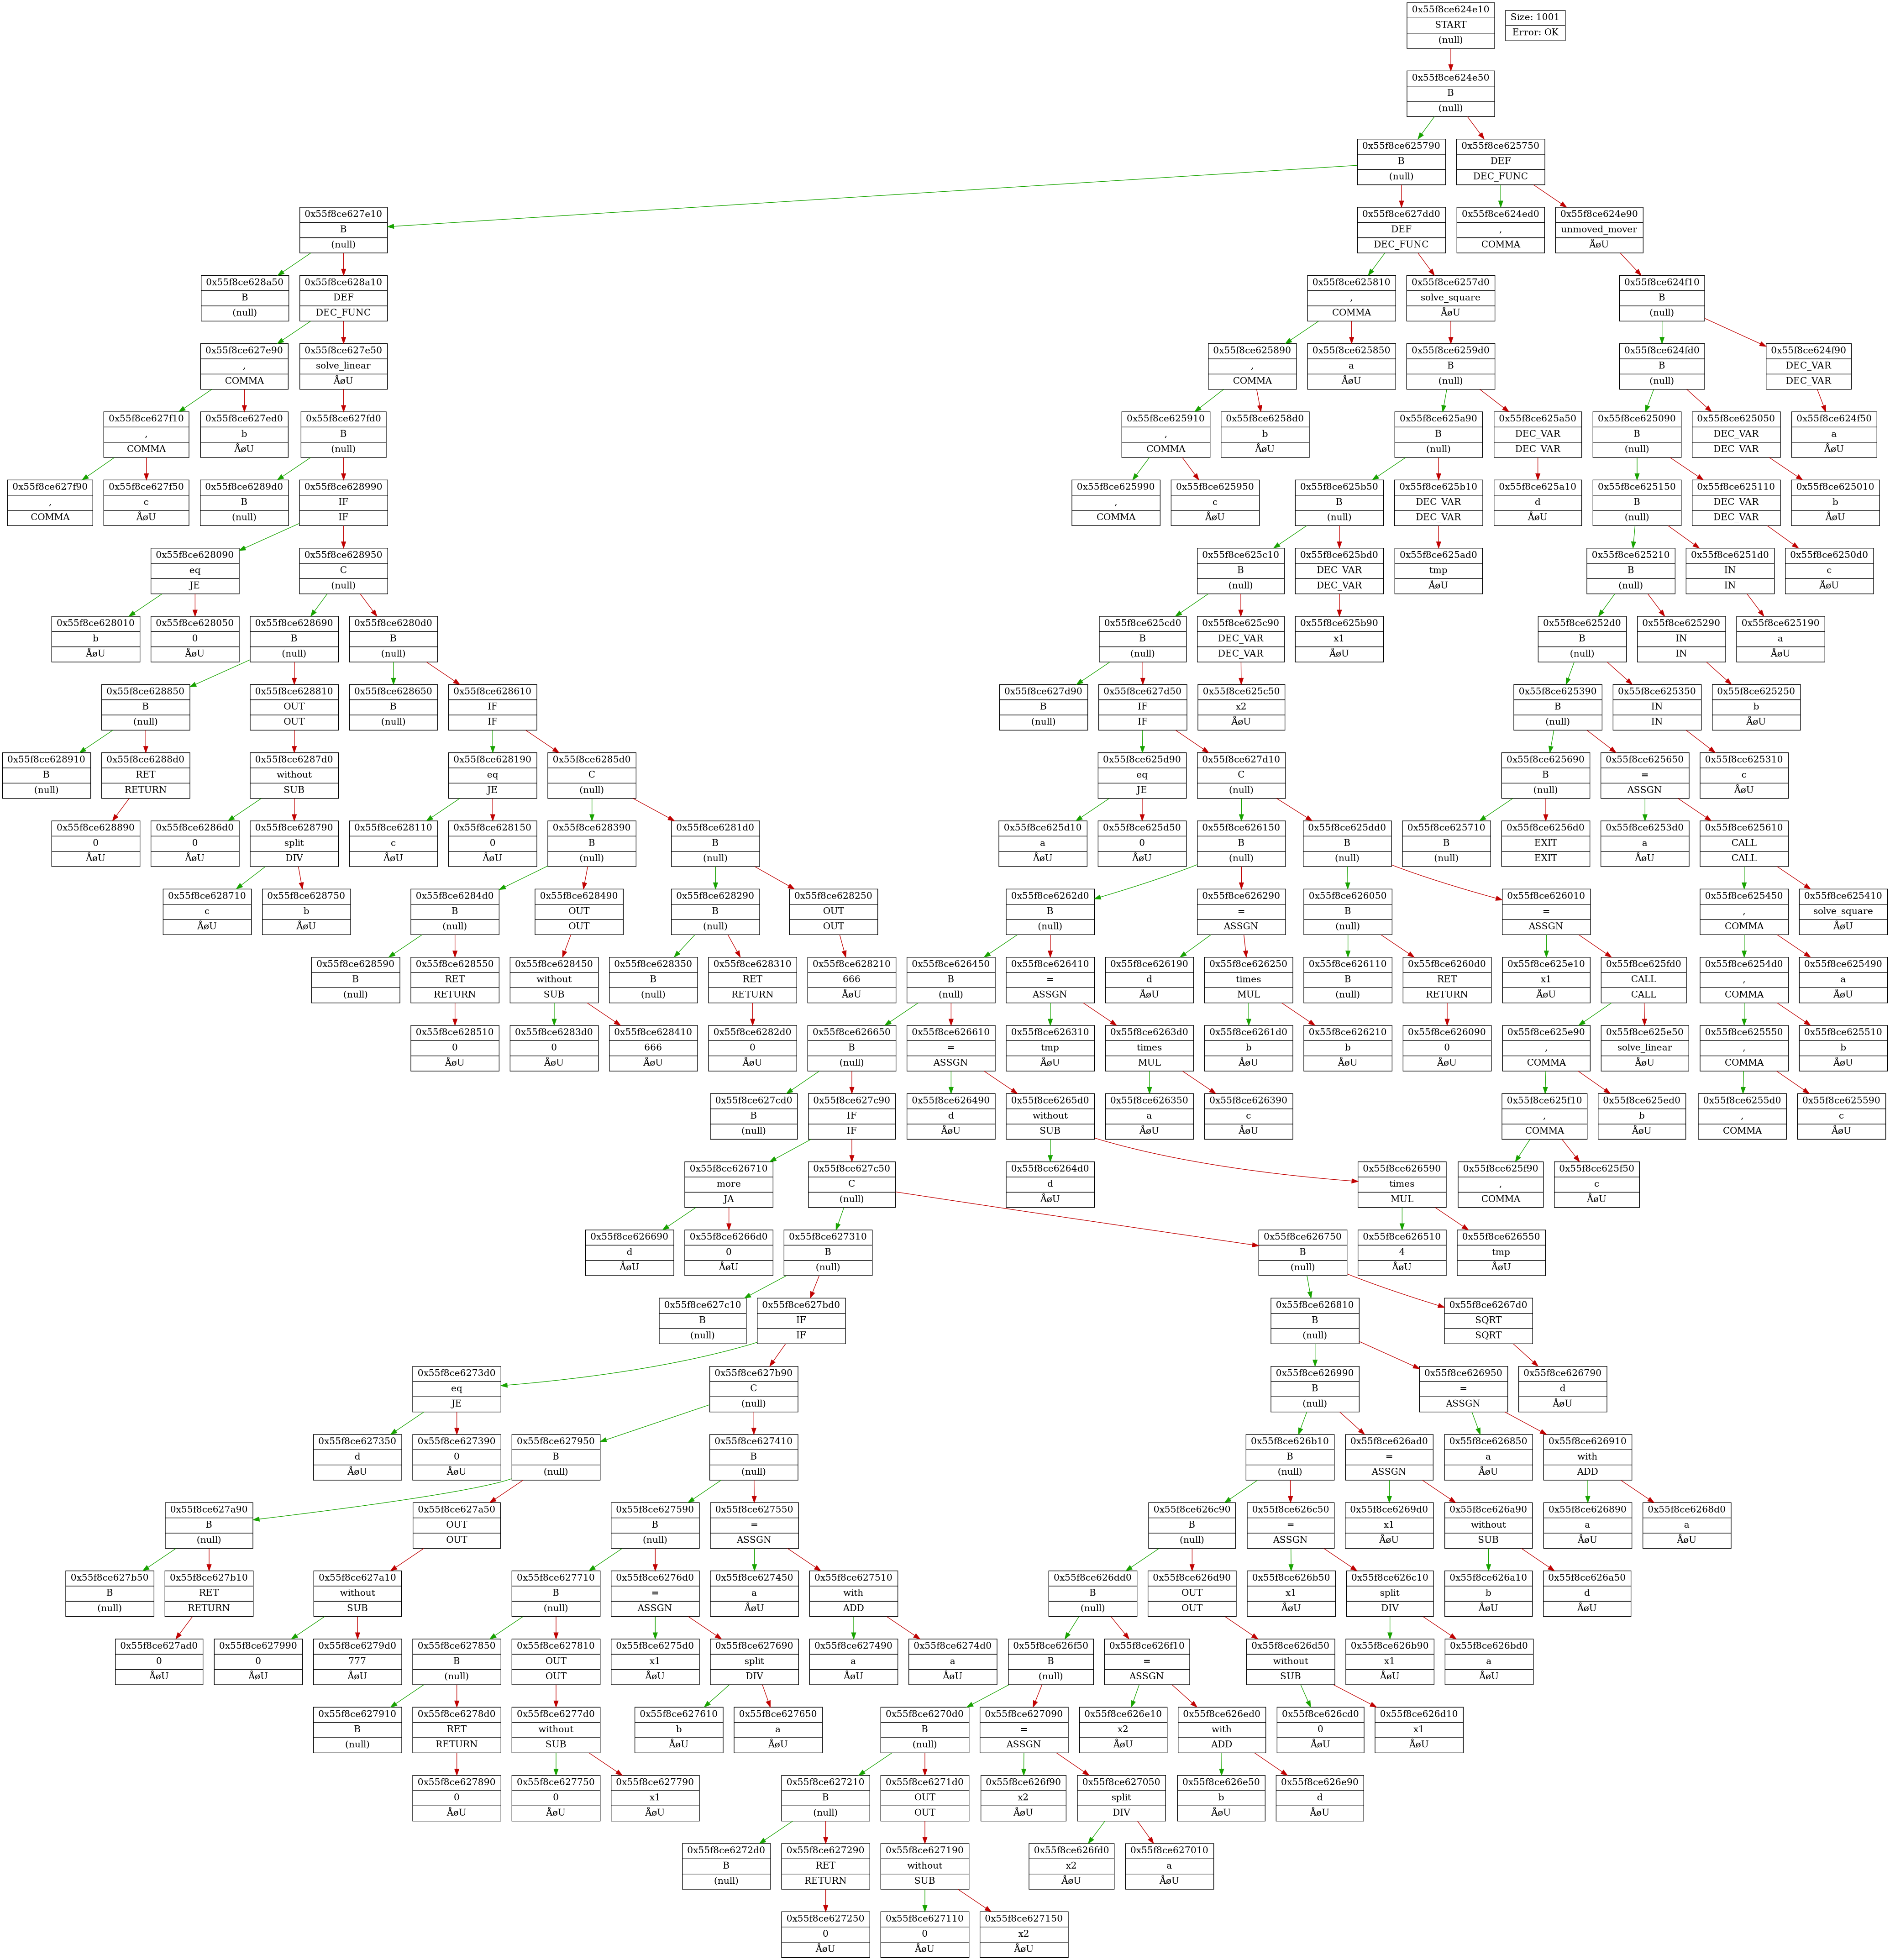 0x55f8ce624e10
START
(null)
Size: 1001
Error: OK
0x55f8ce624e50
B
(null)
0x55f8ce625790
B
(null)
0x55f8ce625750
DEF
DEC_FUNC
0x55f8ce627e10
B
(null)
0x55f8ce627dd0
DEF
DEC_FUNC
0x55f8ce624ed0
,
COMMA
0x55f8ce624e90
unmoved_mover
ÅøU
0x55f8ce628a50
B
(null)
0x55f8ce628a10
DEF
DEC_FUNC
0x55f8ce625810
,
COMMA
0x55f8ce6257d0
solve_square
ÅøU
0x55f8ce624f10
B
(null)
0x55f8ce627e90
,
COMMA
0x55f8ce627e50
solve_linear
ÅøU
0x55f8ce625890
,
COMMA
0x55f8ce625850
a
ÅøU
0x55f8ce6259d0
B
(null)
0x55f8ce624fd0
B
(null)
0x55f8ce624f90
DEC_VAR
DEC_VAR
0x55f8ce627f10
,
COMMA
0x55f8ce627ed0
b
ÅøU
0x55f8ce627fd0
B
(null)
0x55f8ce625910
,
COMMA
0x55f8ce6258d0
b
ÅøU
0x55f8ce625a90
B
(null)
0x55f8ce625a50
DEC_VAR
DEC_VAR
0x55f8ce625090
B
(null)
0x55f8ce625050
DEC_VAR
DEC_VAR
0x55f8ce624f50
a
ÅøU
0x55f8ce627f90
,
COMMA
0x55f8ce627f50
c
ÅøU
0x55f8ce6289d0
B
(null)
0x55f8ce628990
IF
IF
0x55f8ce625990
,
COMMA
0x55f8ce625950
c
ÅøU
0x55f8ce625b50
B
(null)
0x55f8ce625b10
DEC_VAR
DEC_VAR
0x55f8ce625a10
d
ÅøU
0x55f8ce625150
B
(null)
0x55f8ce625110
DEC_VAR
DEC_VAR
0x55f8ce625010
b
ÅøU
0x55f8ce628090
eq
JE
0x55f8ce628950
C
(null)
0x55f8ce625c10
B
(null)
0x55f8ce625bd0
DEC_VAR
DEC_VAR
0x55f8ce625ad0
tmp
ÅøU
0x55f8ce625210
B
(null)
0x55f8ce6251d0
IN
IN
0x55f8ce6250d0
c
ÅøU
0x55f8ce628010
b
ÅøU
0x55f8ce628050
0
ÅøU
0x55f8ce628690
B
(null)
0x55f8ce6280d0
B
(null)
0x55f8ce625cd0
B
(null)
0x55f8ce625c90
DEC_VAR
DEC_VAR
0x55f8ce625b90
x1
ÅøU
0x55f8ce6252d0
B
(null)
0x55f8ce625290
IN
IN
0x55f8ce625190
a
ÅøU
0x55f8ce628850
B
(null)
0x55f8ce628810
OUT
OUT
0x55f8ce628650
B
(null)
0x55f8ce628610
IF
IF
0x55f8ce627d90
B
(null)
0x55f8ce627d50
IF
IF
0x55f8ce625c50
x2
ÅøU
0x55f8ce625390
B
(null)
0x55f8ce625350
IN
IN
0x55f8ce625250
b
ÅøU
0x55f8ce628910
B
(null)
0x55f8ce6288d0
RET
RETURN
0x55f8ce6287d0
without
SUB
0x55f8ce628190
eq
JE
0x55f8ce6285d0
C
(null)
0x55f8ce625d90
eq
JE
0x55f8ce627d10
C
(null)
0x55f8ce625690
B
(null)
0x55f8ce625650
=
ASSGN
0x55f8ce625310
c
ÅøU
0x55f8ce628890
0
ÅøU
0x55f8ce6286d0
0
ÅøU
0x55f8ce628790
split
DIV
0x55f8ce628110
c
ÅøU
0x55f8ce628150
0
ÅøU
0x55f8ce628390
B
(null)
0x55f8ce6281d0
B
(null)
0x55f8ce625d10
a
ÅøU
0x55f8ce625d50
0
ÅøU
0x55f8ce626150
B
(null)
0x55f8ce625dd0
B
(null)
0x55f8ce625710
B
(null)
0x55f8ce6256d0
EXIT
EXIT
0x55f8ce6253d0
a
ÅøU
0x55f8ce625610
CALL
CALL
0x55f8ce628710
c
ÅøU
0x55f8ce628750
b
ÅøU
0x55f8ce6284d0
B
(null)
0x55f8ce628490
OUT
OUT
0x55f8ce628290
B
(null)
0x55f8ce628250
OUT
OUT
0x55f8ce6262d0
B
(null)
0x55f8ce626290
=
ASSGN
0x55f8ce626050
B
(null)
0x55f8ce626010
=
ASSGN
0x55f8ce625450
,
COMMA
0x55f8ce625410
solve_square
ÅøU
0x55f8ce628590
B
(null)
0x55f8ce628550
RET
RETURN
0x55f8ce628450
without
SUB
0x55f8ce628350
B
(null)
0x55f8ce628310
RET
RETURN
0x55f8ce628210
666
ÅøU
0x55f8ce626450
B
(null)
0x55f8ce626410
=
ASSGN
0x55f8ce626190
d
ÅøU
0x55f8ce626250
times
MUL
0x55f8ce626110
B
(null)
0x55f8ce6260d0
RET
RETURN
0x55f8ce625e10
x1
ÅøU
0x55f8ce625fd0
CALL
CALL
0x55f8ce6254d0
,
COMMA
0x55f8ce625490
a
ÅøU
0x55f8ce628510
0
ÅøU
0x55f8ce6283d0
0
ÅøU
0x55f8ce628410
666
ÅøU
0x55f8ce6282d0
0
ÅøU
0x55f8ce626650
B
(null)
0x55f8ce626610
=
ASSGN
0x55f8ce626310
tmp
ÅøU
0x55f8ce6263d0
times
MUL
0x55f8ce6261d0
b
ÅøU
0x55f8ce626210
b
ÅøU
0x55f8ce626090
0
ÅøU
0x55f8ce625e90
,
COMMA
0x55f8ce625e50
solve_linear
ÅøU
0x55f8ce625550
,
COMMA
0x55f8ce625510
b
ÅøU
0x55f8ce627cd0
B
(null)
0x55f8ce627c90
IF
IF
0x55f8ce626490
d
ÅøU
0x55f8ce6265d0
without
SUB
0x55f8ce626350
a
ÅøU
0x55f8ce626390
c
ÅøU
0x55f8ce625f10
,
COMMA
0x55f8ce625ed0
b
ÅøU
0x55f8ce6255d0
,
COMMA
0x55f8ce625590
c
ÅøU
0x55f8ce626710
more
JA
0x55f8ce627c50
C
(null)
0x55f8ce6264d0
d
ÅøU
0x55f8ce626590
times
MUL
0x55f8ce625f90
,
COMMA
0x55f8ce625f50
c
ÅøU
0x55f8ce626690
d
ÅøU
0x55f8ce6266d0
0
ÅøU
0x55f8ce627310
B
(null)
0x55f8ce626750
B
(null)
0x55f8ce626510
4
ÅøU
0x55f8ce626550
tmp
ÅøU
0x55f8ce627c10
B
(null)
0x55f8ce627bd0
IF
IF
0x55f8ce626810
B
(null)
0x55f8ce6267d0
SQRT
SQRT
0x55f8ce6273d0
eq
JE
0x55f8ce627b90
C
(null)
0x55f8ce626990
B
(null)
0x55f8ce626950
=
ASSGN
0x55f8ce626790
d
ÅøU
0x55f8ce627350
d
ÅøU
0x55f8ce627390
0
ÅøU
0x55f8ce627950
B
(null)
0x55f8ce627410
B
(null)
0x55f8ce626b10
B
(null)
0x55f8ce626ad0
=
ASSGN
0x55f8ce626850
a
ÅøU
0x55f8ce626910
with
ADD
0x55f8ce627a90
B
(null)
0x55f8ce627a50
OUT
OUT
0x55f8ce627590
B
(null)
0x55f8ce627550
=
ASSGN
0x55f8ce626c90
B
(null)
0x55f8ce626c50
=
ASSGN
0x55f8ce6269d0
x1
ÅøU
0x55f8ce626a90
without
SUB
0x55f8ce626890
a
ÅøU
0x55f8ce6268d0
a
ÅøU
0x55f8ce627b50
B
(null)
0x55f8ce627b10
RET
RETURN
0x55f8ce627a10
without
SUB
0x55f8ce627710
B
(null)
0x55f8ce6276d0
=
ASSGN
0x55f8ce627450
a
ÅøU
0x55f8ce627510
with
ADD
0x55f8ce626dd0
B
(null)
0x55f8ce626d90
OUT
OUT
0x55f8ce626b50
x1
ÅøU
0x55f8ce626c10
split
DIV
0x55f8ce626a10
b
ÅøU
0x55f8ce626a50
d
ÅøU
0x55f8ce627ad0
0
ÅøU
0x55f8ce627990
0
ÅøU
0x55f8ce6279d0
777
ÅøU
0x55f8ce627850
B
(null)
0x55f8ce627810
OUT
OUT
0x55f8ce6275d0
x1
ÅøU
0x55f8ce627690
split
DIV
0x55f8ce627490
a
ÅøU
0x55f8ce6274d0
a
ÅøU
0x55f8ce626f50
B
(null)
0x55f8ce626f10
=
ASSGN
0x55f8ce626d50
without
SUB
0x55f8ce626b90
x1
ÅøU
0x55f8ce626bd0
a
ÅøU
0x55f8ce627910
B
(null)
0x55f8ce6278d0
RET
RETURN
0x55f8ce6277d0
without
SUB
0x55f8ce627610
b
ÅøU
0x55f8ce627650
a
ÅøU
0x55f8ce6270d0
B
(null)
0x55f8ce627090
=
ASSGN
0x55f8ce626e10
x2
ÅøU
0x55f8ce626ed0
with
ADD
0x55f8ce626cd0
0
ÅøU
0x55f8ce626d10
x1
ÅøU
0x55f8ce627890
0
ÅøU
0x55f8ce627750
0
ÅøU
0x55f8ce627790
x1
ÅøU
0x55f8ce627210
B
(null)
0x55f8ce6271d0
OUT
OUT
0x55f8ce626f90
x2
ÅøU
0x55f8ce627050
split
DIV
0x55f8ce626e50
b
ÅøU
0x55f8ce626e90
d
ÅøU
0x55f8ce6272d0
B
(null)
0x55f8ce627290
RET
RETURN
0x55f8ce627190
without
SUB
0x55f8ce626fd0
x2
ÅøU
0x55f8ce627010
a
ÅøU
0x55f8ce627250
0
ÅøU
0x55f8ce627110
0
ÅøU
0x55f8ce627150
x2
ÅøU